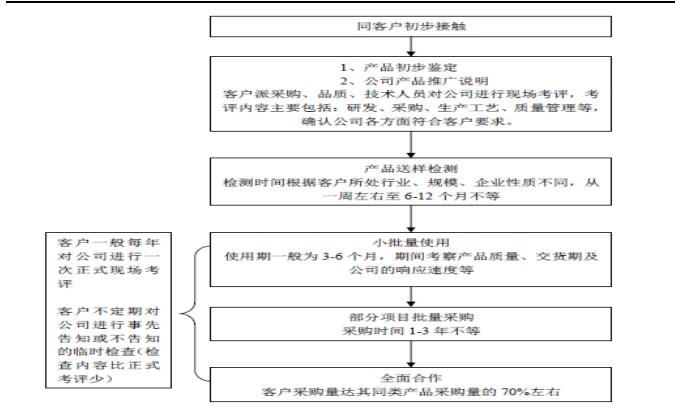 同客户初步接触
1、产品初步鉴定
2、公司产品推广说明
客户派采购、品质、技术人员对公司进行现场考评，考
评内容主要包括：研发、采购、生产工艺、质量管理等，
确认公司各方面符合客户要求。
产品送样检测
检测时间根据客户所处行业、规模、企业性质不同，从
一周左右至 6-12 个月不等
小批量使用
使用期一般为 3-6 个月，期间考察产品质量、交货期及
公司的响应速度等
部分项目批量采购
采购时间 1-3 年不等
全面合作
客户采购量达其同类产品采购量的 70%左右
客户一般每年
对公司进行一
次正式现场考
评
客户不定期对
公司进行事先
告知或不告知
的临时检查(检
查内容比正式
考评少）